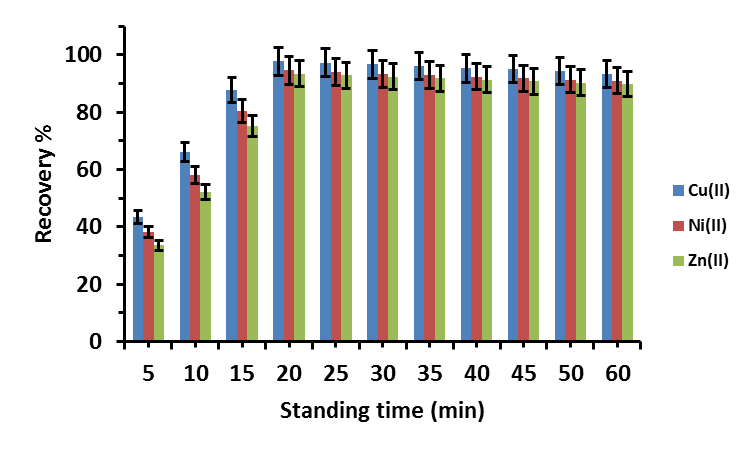 Recovery %
100
80
60
40
20
0
5 10 15 20 25 30 35 40 45 50 60
Standing time (min)
Cu(II)
Ni(II)
Zn(II)